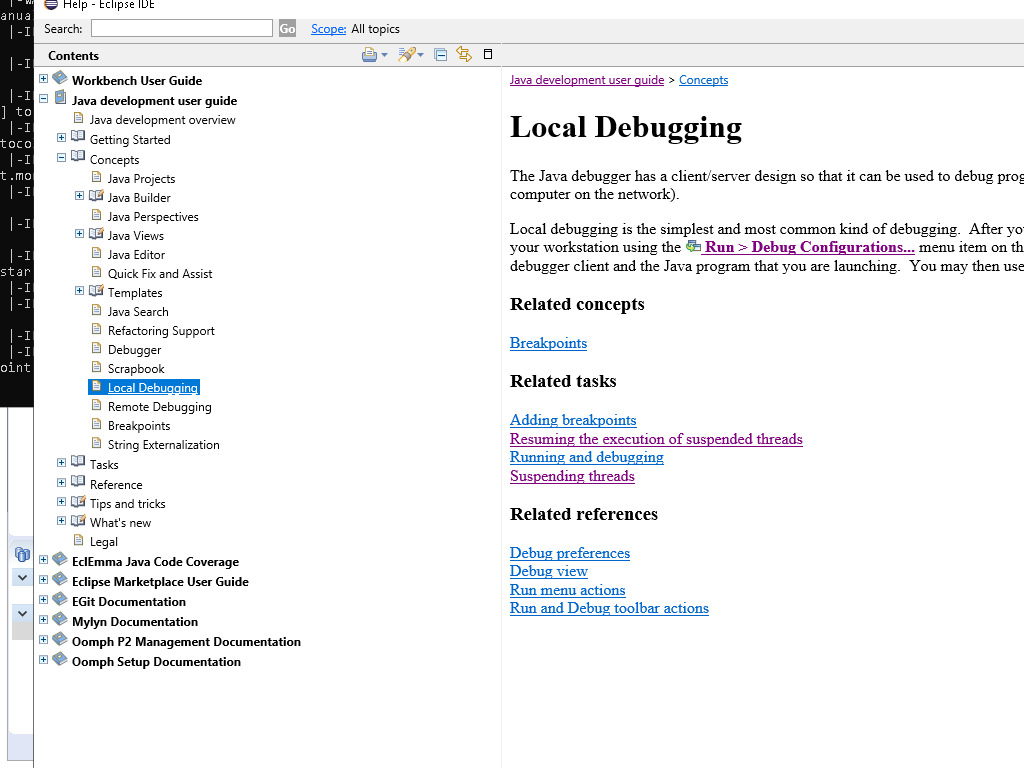 Help - Eclipse IDE
Search:
Go
Scope: All topics
Contents
Workbench User Guide
Java development user guide
Java development overview
Getting Started
Concepts
Java Projects
Java Builder
Java Perspectives
Java Views
Java Editor
Quick Fix and Assist
Templates
Java Search
Refactoring Support
Debugger
Scrapbook
Local Debugging
Remote Debugging
Breakpoints
String Externalization
Tasks
Reference
Tips and tricks
What's new
Legal
EclEmma Java Code Coverage
Eclipse Marketplace User Guide
EGit Documentation
Mylyn Documentation
Oomph P2 Management Documentation
Oomph Setup Documentation
Java development user guide > Concepts
Local Debugging
The Java debugger has a client/server design so that it can be used to debug prog
computer on the network).
Local debugging is the simplest and most common kind of debugging. After yo
your workstation using the Run > Debug Configurations... menu item on th
debugger client and the Java program that you are launching. You may then use
Related concepts
Breakpoints
Related tasks
Adding breakpoints
Resuming the execution of suspended threads
Running and debugging
Suspending threads
Related references
Debug preferences
Debug view
Run menu actions
Run and Debug toolbar actions